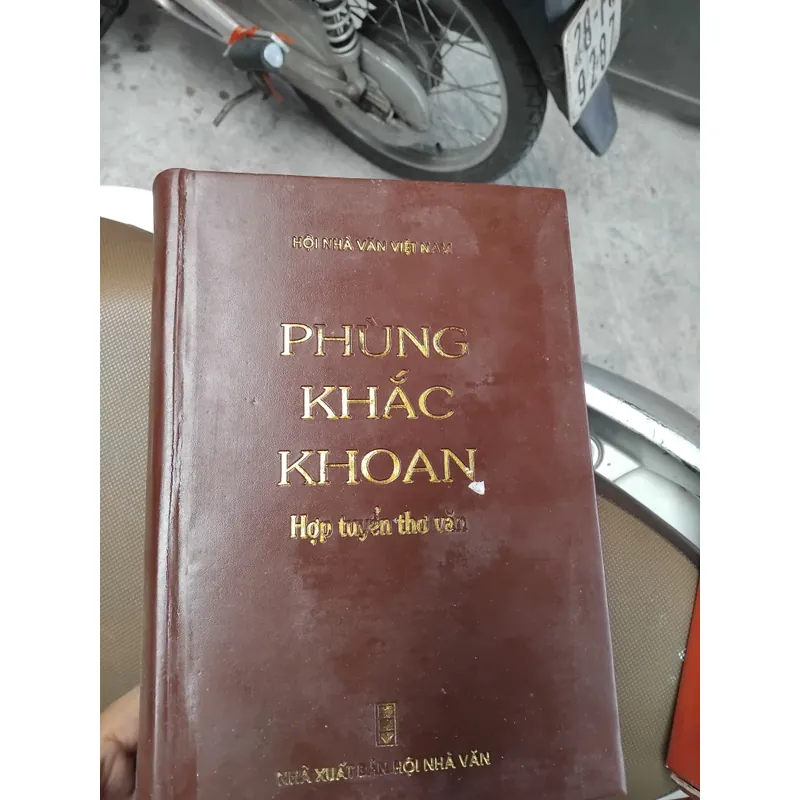 HỘI NHÀ VĂN VIỆT NAM
PHÙNG
KHẮC
KHOAN
Hợp tuyển thơ văn
NHÀ XUẤT BẢN HỘI NHÀ VĂN